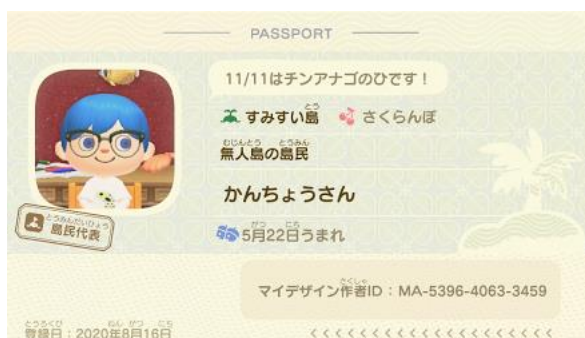 PASSPORT
11/11はチンアナゴのひです！
すみすい島 さくらんぼ
無人島の島民
かんちょうさん
島民代表
5月22日うまれ
マイデザイン作者ID：MA-5396-4063-3459
登録日：2020年8月16日